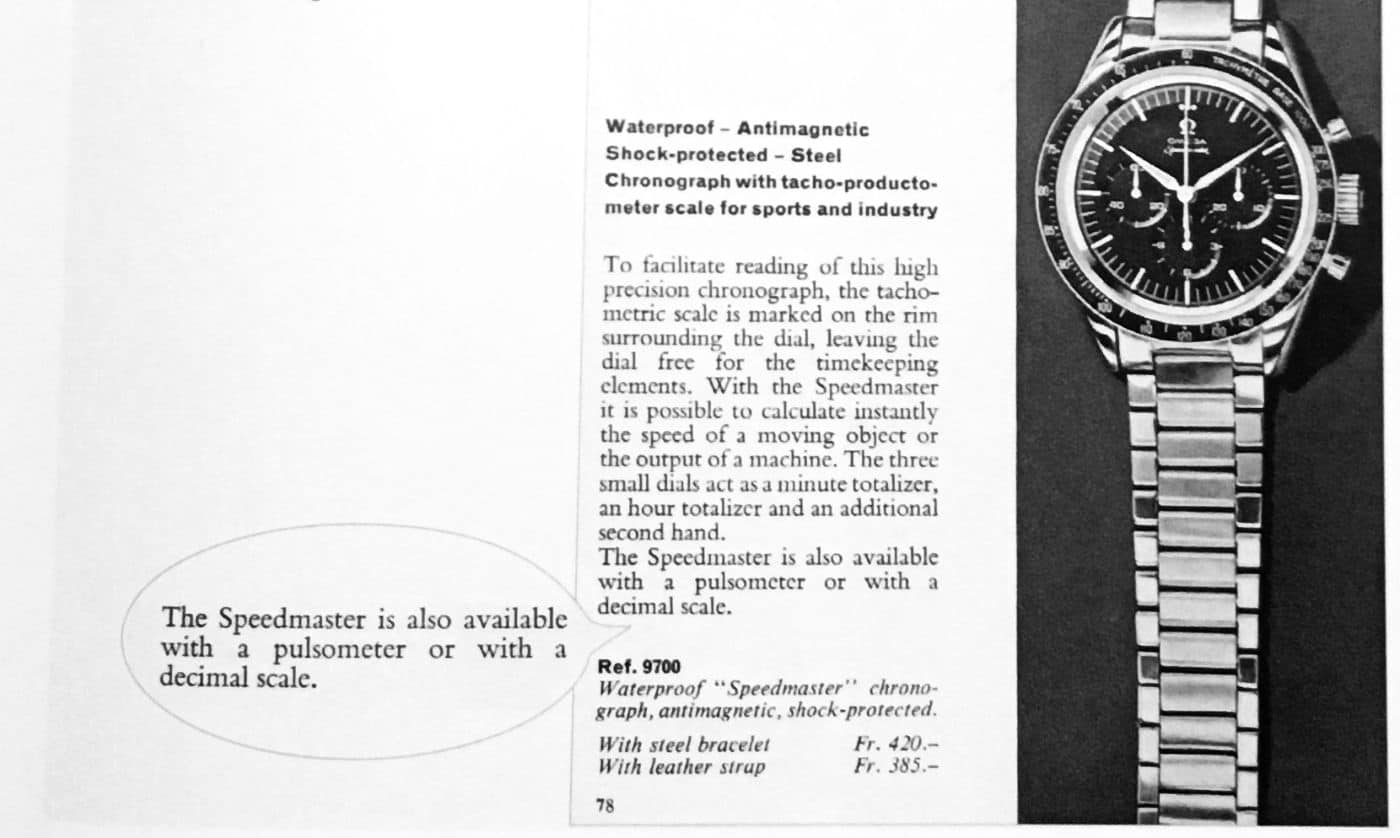 Waterproof – Antimagnetic
Shock-protected – Steel
Chronograph with tacho-producto-
meter scale for sports and industry
To facilitate reading of this high
precision chronograph, the tacho-
metric scale is marked on the rim
surrounding the dial, leaving the
dial free for the timekeeping
elements. With the Speedmaster
it is possible to calculate instantly
the speed of a moving object or
the output of a machine. The three
small dials act as a minute totalizer,
an hour totalizer and an additional
second hand.
The Speedmaster is also available
with a pulsometer or with a
decimal scale.
The Speedmaster is also available
with a pulsometer or with a
decimal scale.
Ref. 9700
Waterproof “Speedmaster” chrono-
graph, antimagnetic, shock-protected.
With steel bracelet Fr. 420.–
With leather strap Fr. 385.–
78
TACHYMÈTRE BASE
Ω
OMEGA
Speedmaster